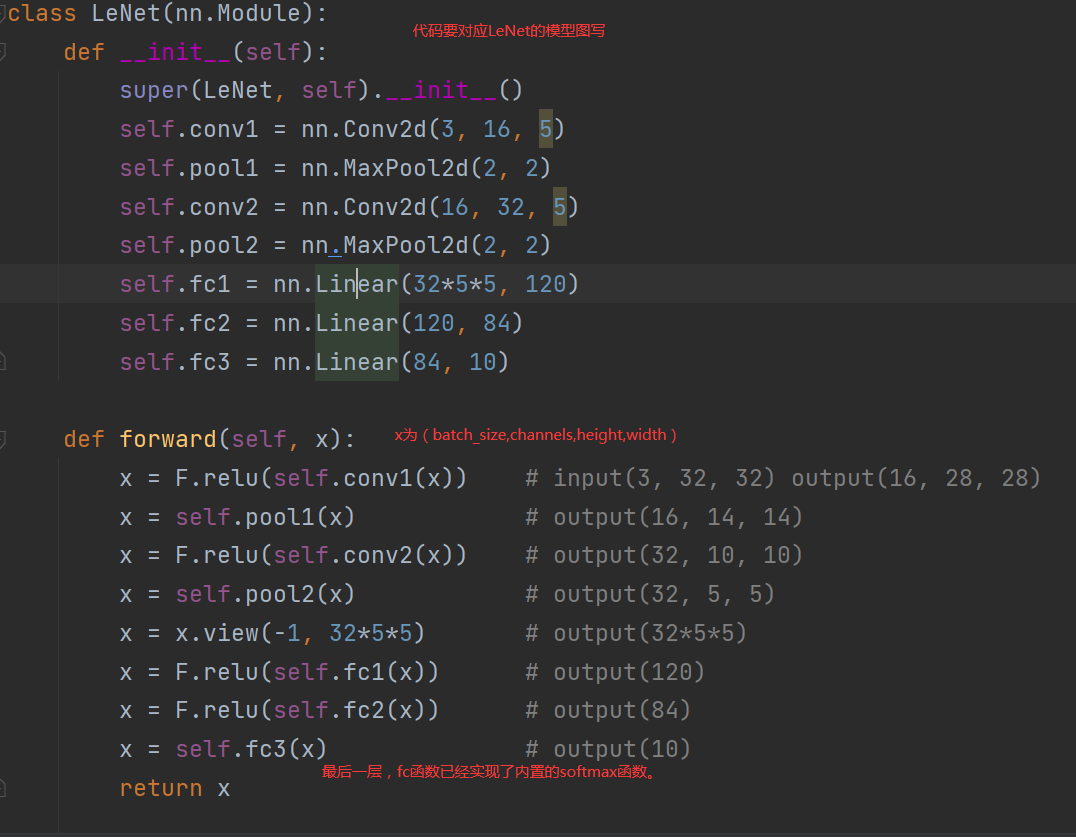 class LeNet(nn.Module):
代码要对应LeNet的模型图写
def __init__(self):
super(LeNet, self).__init__()
self.conv1 = nn.Conv2d(3, 16, 5)
self.pool1 = nn.MaxPool2d(2, 2)
self.conv2 = nn.Conv2d(16, 32, 5)
self.pool2 = nn.MaxPool2d(2, 2)
self.fc1 = nn.Linear(32*5*5, 120)
self.fc2 = nn.Linear(120, 84)
self.fc3 = nn.Linear(84, 10)
def forward(self, x):
x为（batch_size,channels,height,width）
x = F.relu(self.conv1(x)) # input(3, 32, 32) output(16, 28, 28)
x = self.pool1(x) # output(16, 14, 14)
x = F.relu(self.conv2(x)) # output(32, 10, 10)
x = self.pool2(x) # output(32, 5, 5)
x = x.view(-1, 32*5*5) # output(32*5*5)
x = F.relu(self.fc1(x)) # output(120)
x = F.relu(self.fc2(x)) # output(84)
x = self.fc3(x) # output(10)
最后一层，fc函数已经实现了内置的softmax函数。
return x